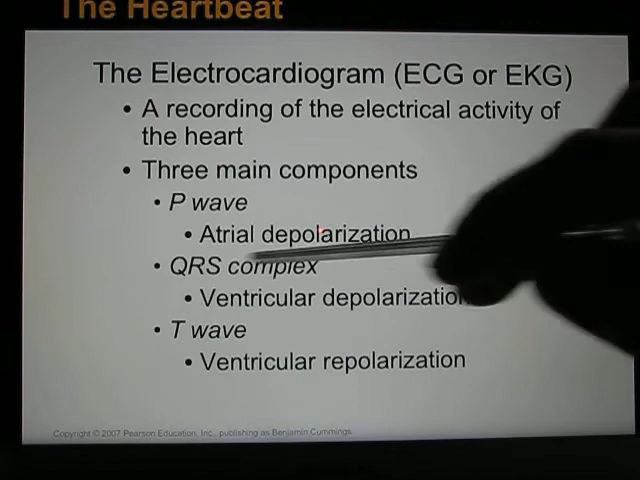 The Heartbeat
The Electrocardiogram (ECG or EKG)
• A recording of the electrical activity of
the heart
• Three main components
• P wave
• Atrial depolarization
• QRS complex
• Ventricular depolarization
• T wave
• Ventricular repolarization
Copyright © 2007 Pearson Education, Inc., publishing as Benjamin Cummings